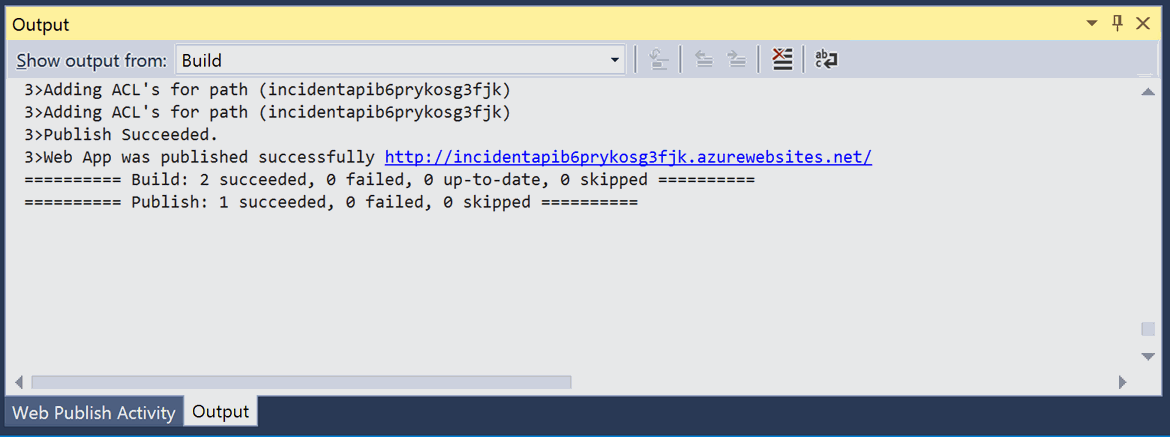 Output
Show output from: Build
3>Adding ACL's for path (incidentapib6prykosg3fjk)
3>Adding ACL's for path (incidentapib6prykosg3fjk)
3>Publish Succeeded.
3>Web App was published successfully http://incidentapib6prykosg3fjk.azurewebsites.net/
========== Build: 2 succeeded, 0 failed, 0 up-to-date, 0 skipped ==========
========== Publish: 1 succeeded, 0 failed, 0 skipped ==========
Web Publish Activity Output